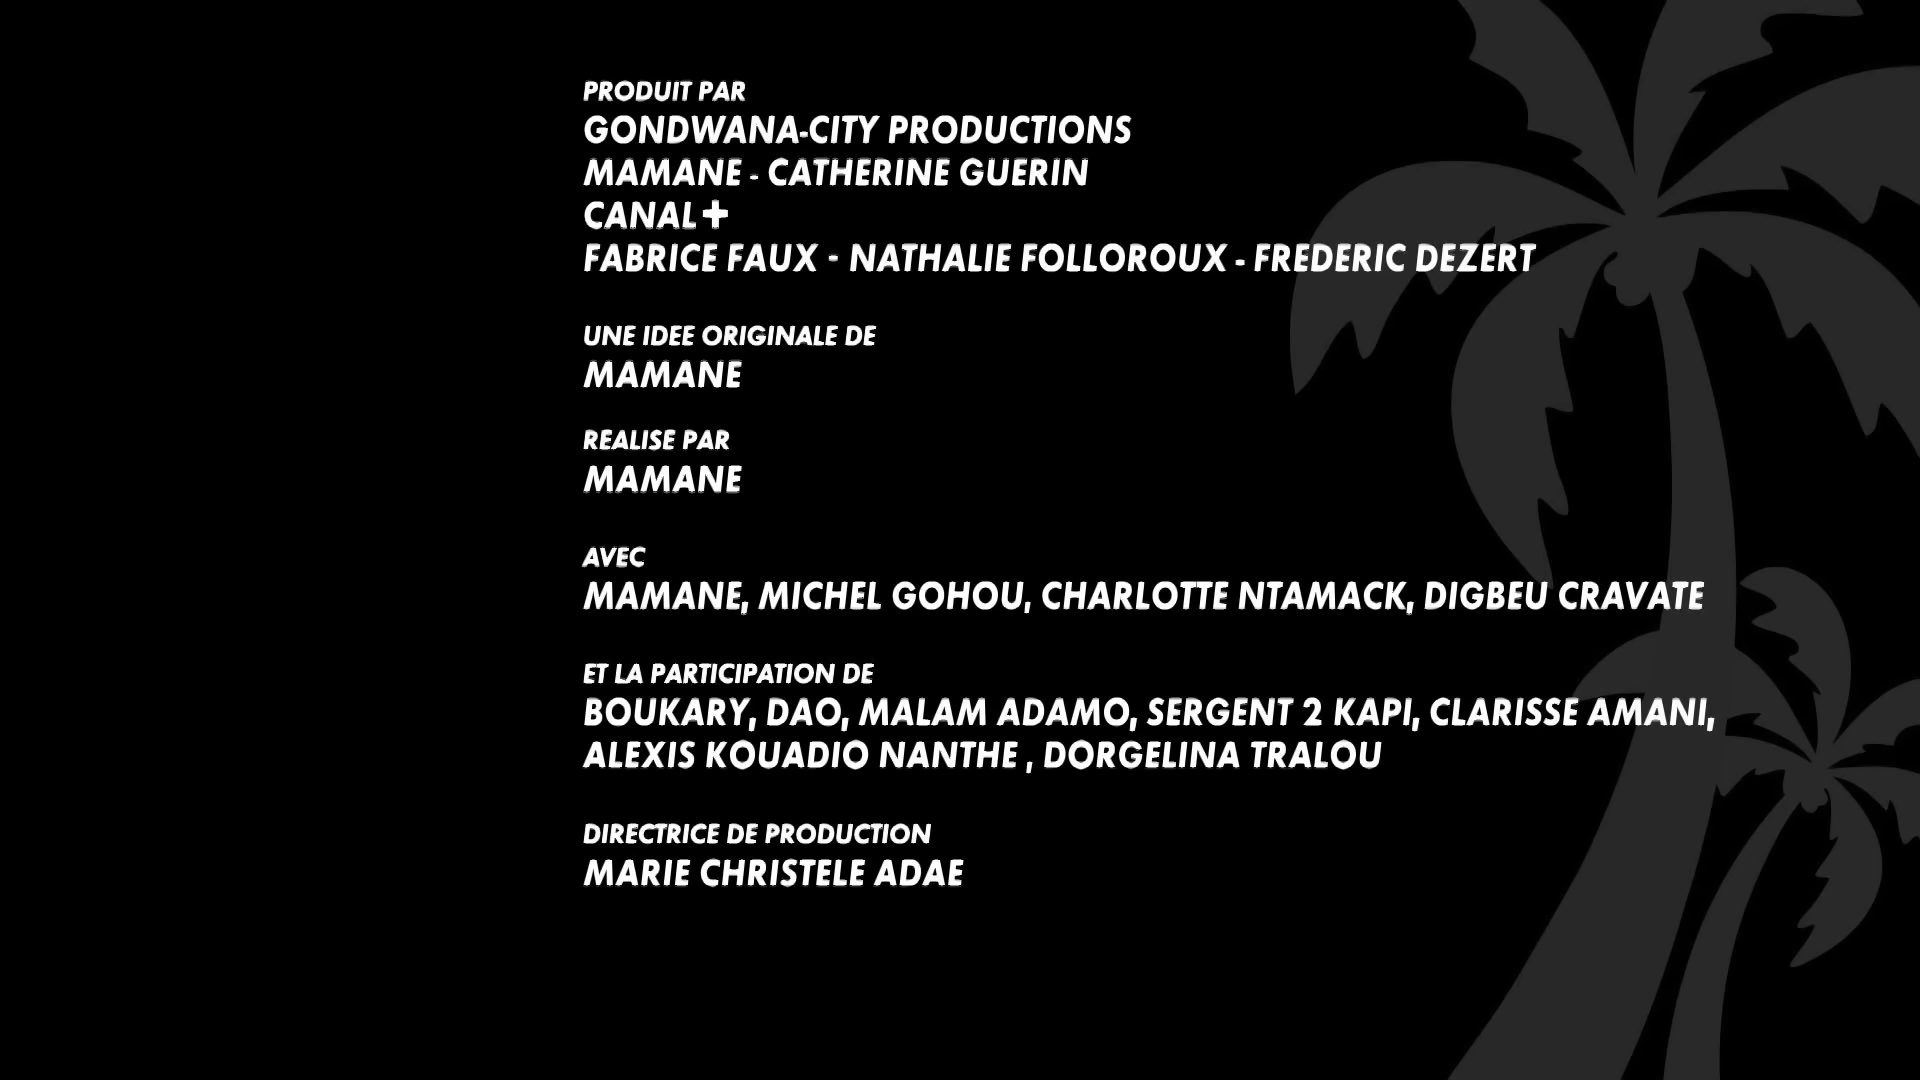 PRODUIT PAR
GONDWANA-CITY PRODUCTIONS
MAMANE - CATHERINE GUERIN
CANAL+
FABRICE FAUX - NATHALIE FOLLOROUX - FREDERIC DEZERT
UNE IDEE ORIGINALE DE
MAMANE
REALISE PAR
MAMANE
AVEC
MAMANE, MICHEL GOHOU, CHARLOTTE NTAMACK, DIGBEU CRAVATE
ET LA PARTICIPATION DE
BOUKARY, DAO, MALAM ADAMO, SERGENT 2 KAPI, CLARISSE AMANI,
ALEXIS KOUADIO NANTHE , DORGELINA TRALOU
DIRECTRICE DE PRODUCTION
MARIE CHRISTELE ADAE